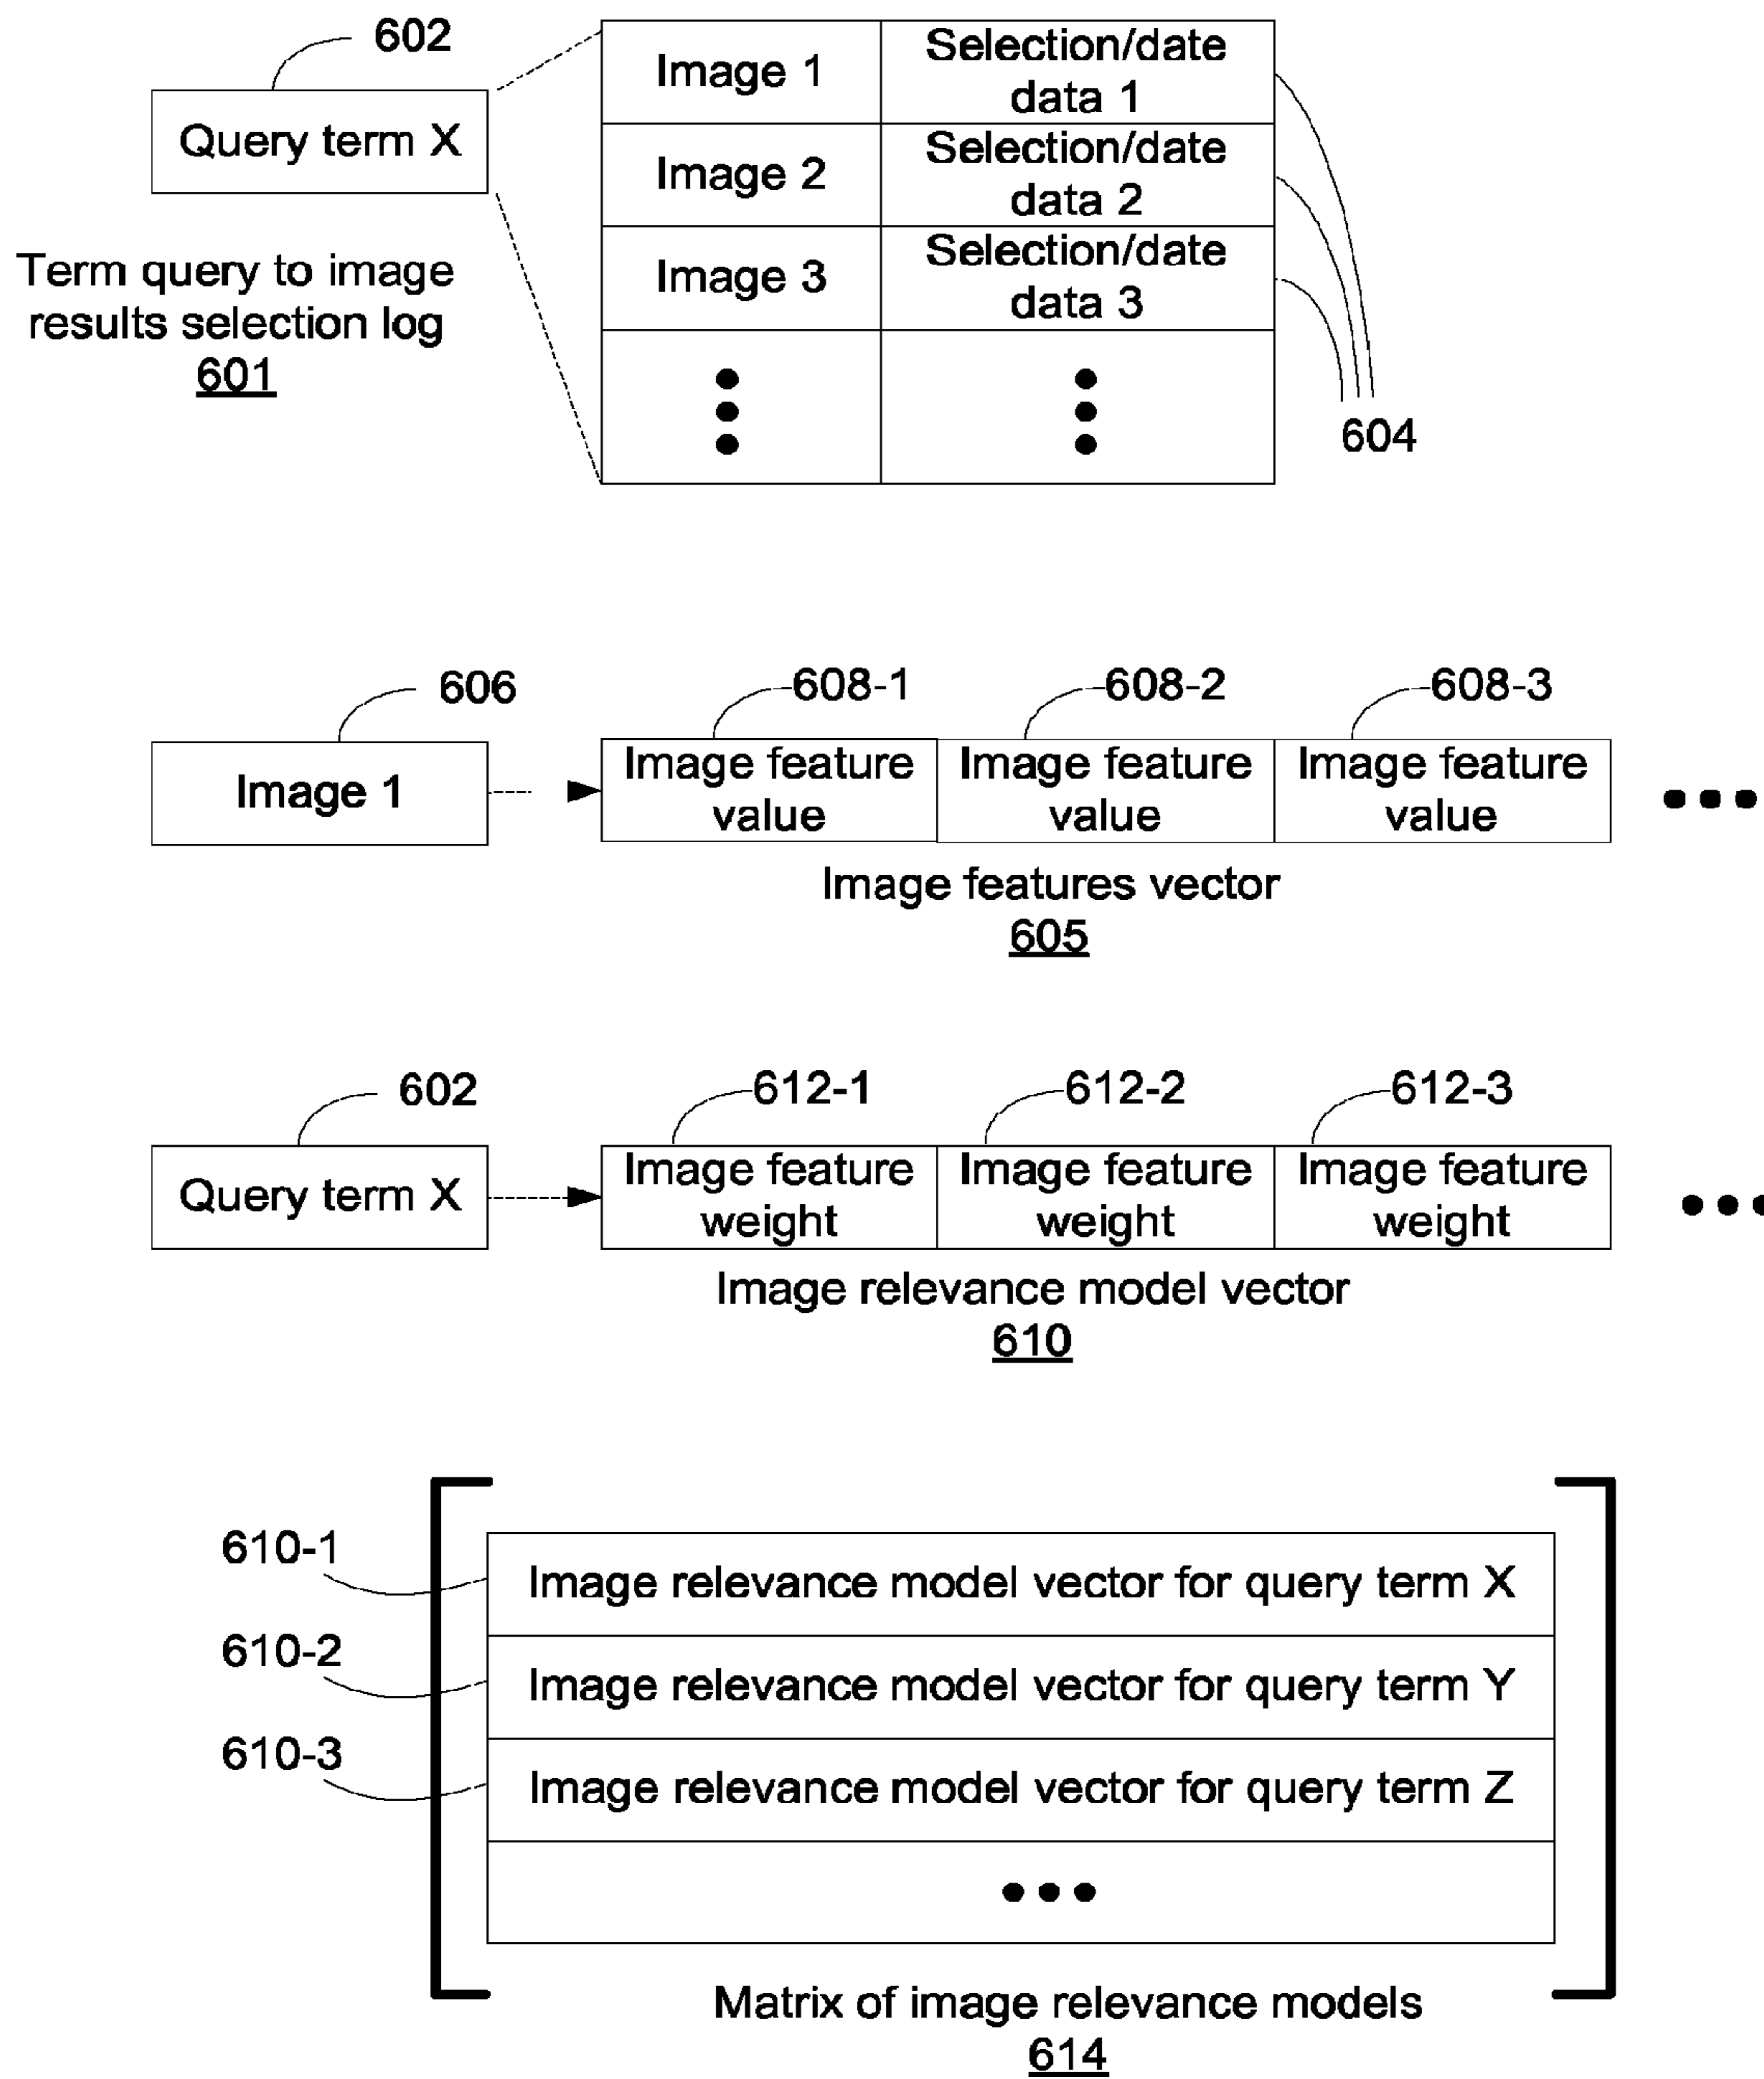 602
Query term X
Term query to image
results selection log
601
Image 1
Selection/date
data 1
Image 2
Selection/date
data 2
Image 3
Selection/date
data 3
604
606
Image 1
608-1
608-2
608-3
Image feature
value
Image feature
value
Image feature
value
Image features vector
605
602
Query term X
612-1
612-2
612-3
Image feature
weight
Image feature
weight
Image feature
weight
Image relevance model vector
610
610-1
Image relevance model vector for query term X
610-2
Image relevance model vector for query term Y
610-3
Image relevance model vector for query term Z
Matrix of image relevance models
614